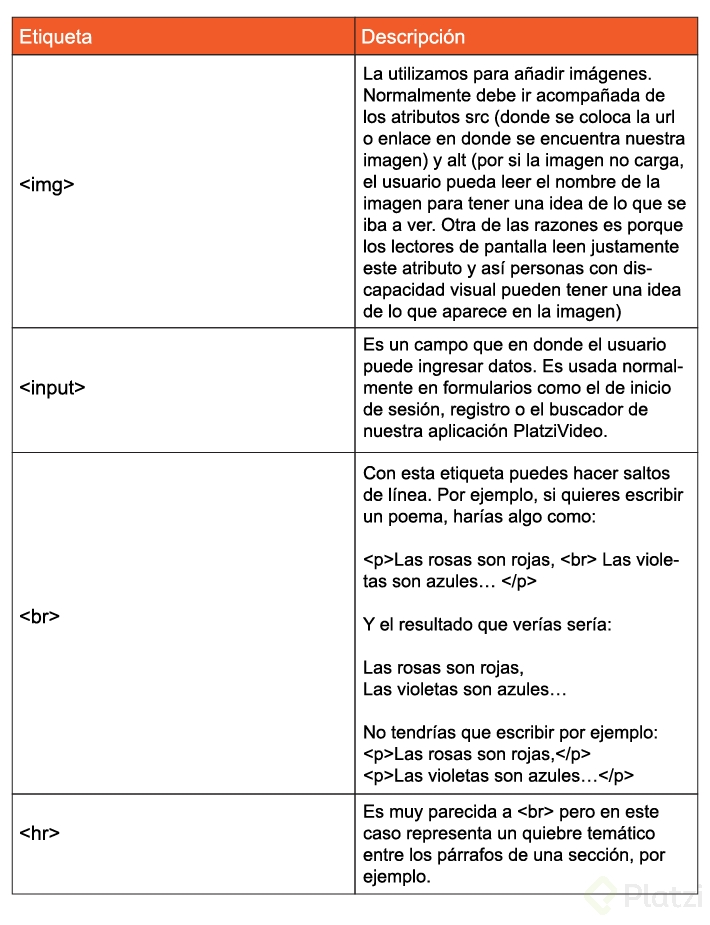 Etiqueta
Descripción
<img>
La utilizamos para añadir imágenes.
Normalmente debe ir acompañada de
los atributos src (donde se coloca la url
o enlace en donde se encuentra nuestra
imagen) y alt (por si la imagen no carga,
el usuario pueda leer el nombre de la
imagen para tener una idea de lo que se
iba a ver. Otra de las razones es porque
los lectores de pantalla leen justamente
este atributo y así personas con dis-
capacidad visual pueden tener una idea
de lo que aparece en la imagen)
<input>
Es un campo que en donde el usuario
puede ingresar datos. Es usada normal-
mente en formularios como el de inicio
de sesión, registro o el buscador de
nuestra aplicación PlatziVideo.
<br>
Con esta etiqueta puedes hacer saltos
de línea. Por ejemplo, si quieres escribir
un poema, harías algo como:
<p>Las rosas son rojas, <br> Las viole-
tas son azules… </p>
Y el resultado que verías sería:
Las rosas son rojas,
Las violetas son azules…
No tendrías que escribir por ejemplo:
<p>Las rosas son rojas,</p>
<p>Las violetas son azules…</p>
<hr>
Es muy parecida a <br> pero en este
caso representa un quiebre temático
entre los párrafos de una sección, por
ejemplo.
Platzi